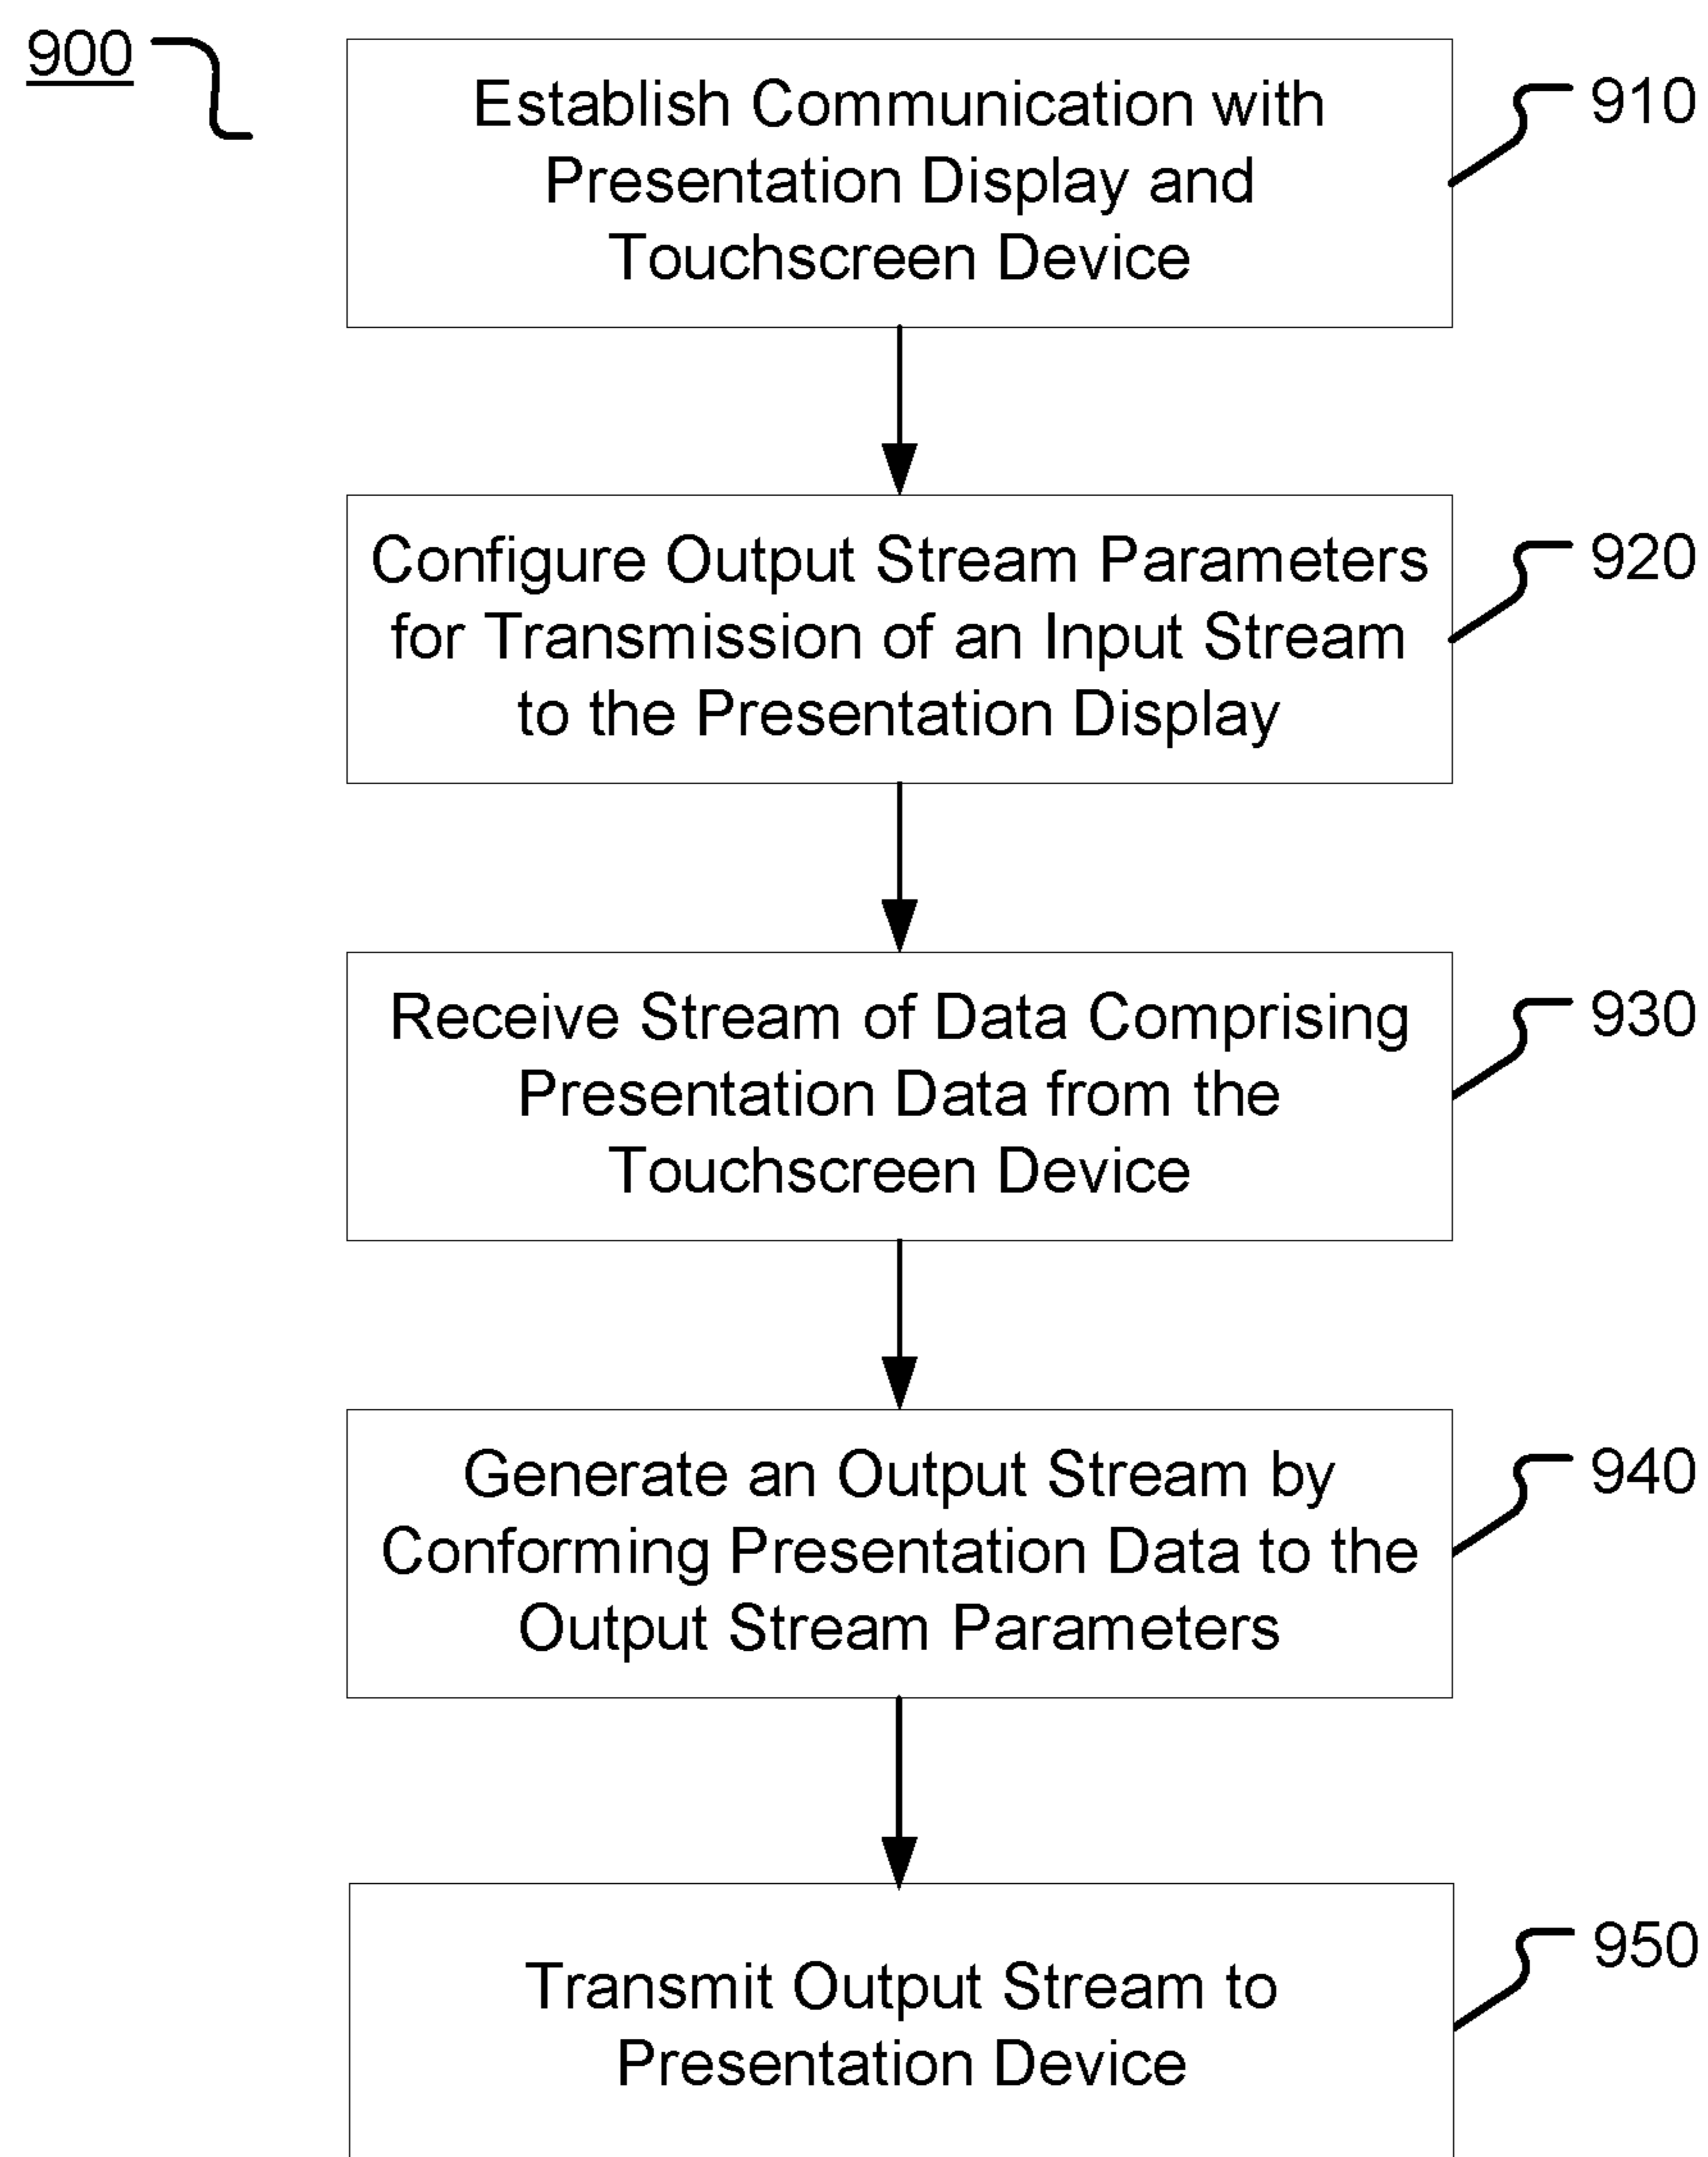 900
Establish Communication with
Presentation Display and
Touchscreen Device
910
Configure Output Stream Parameters
for Transmission of an Input Stream
to the Presentation Display
920
Receive Stream of Data Comprising
Presentation Data from the
Touchscreen Device
930
Generate an Output Stream by
Conforming Presentation Data to the
Output Stream Parameters
940
Transmit Output Stream to
Presentation Device
950